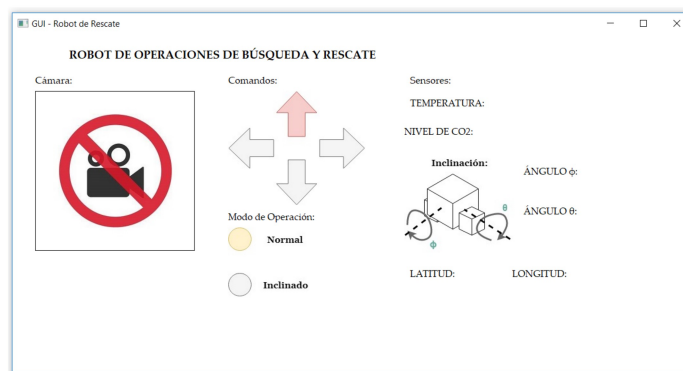 GUI - Robot de Rescate
ROBOT DE OPERACIONES DE BÚSQUEDA Y RESCATE
Cámara:
Comandos:
Sensores:
TEMPERATURA:
NIVEL DE CO2:
Inclinación:
ÁNGULO ϕ:
θ
ÁNGULO θ:
ϕ
Modo de Operación:
Normal
Inclinado
LATITUD:
LONGITUD: